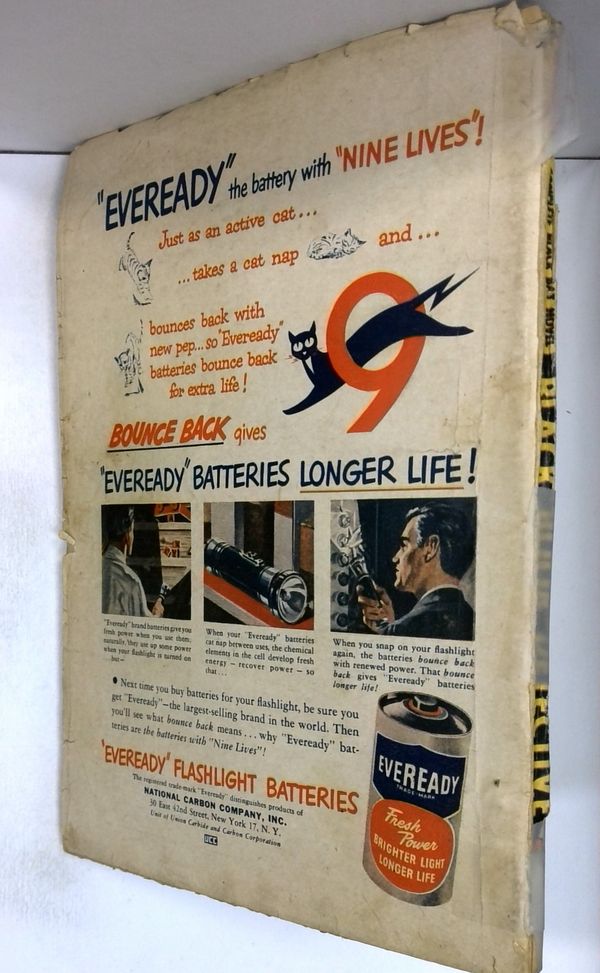 "EVEREADY" the battery with "NINE LIVES"!
Just as an active cat...
...takes a cat nap and...
bounces back with
new pep...so "Eveready"
batteries bounce back
for extra life!
9
BOUNCE BACK gives
"EVEREADY" BATTERIES LONGER LIFE!
"Eveready" brand batteries give you
fresh power when you use them.
naturally, they use up some power
when your flashlight is turned on
...but—
When your "Eveready" batteries
cat nap between uses, the chemical
elements in the cell develop fresh
energy — recover power — so
that...
When you snap on your flashlight
again, the batteries bounce back
with renewed power. That bounce
back gives "Eveready" batteries
longer life!
• Next time you buy batteries for your flashlight, be sure you
get "Eveready"—the largest-selling brand in the world. Then
you'll see what bounce back means...why "Eveready" bat-
teries are the batteries with "Nine Lives"!
"EVEREADY" FLASHLIGHT BATTERIES
The registered trade-mark "Eveready" distinguishes products of
NATIONAL CARBON COMPANY, INC.
30 East 42nd Street, New York 17, N. Y.
Unit of Union Carbide and Carbon Corporation
UCC
EVEREADY
TRADE-MARK
Fresh
Power
BRIGHTER LIGHT
LONGER LIFE